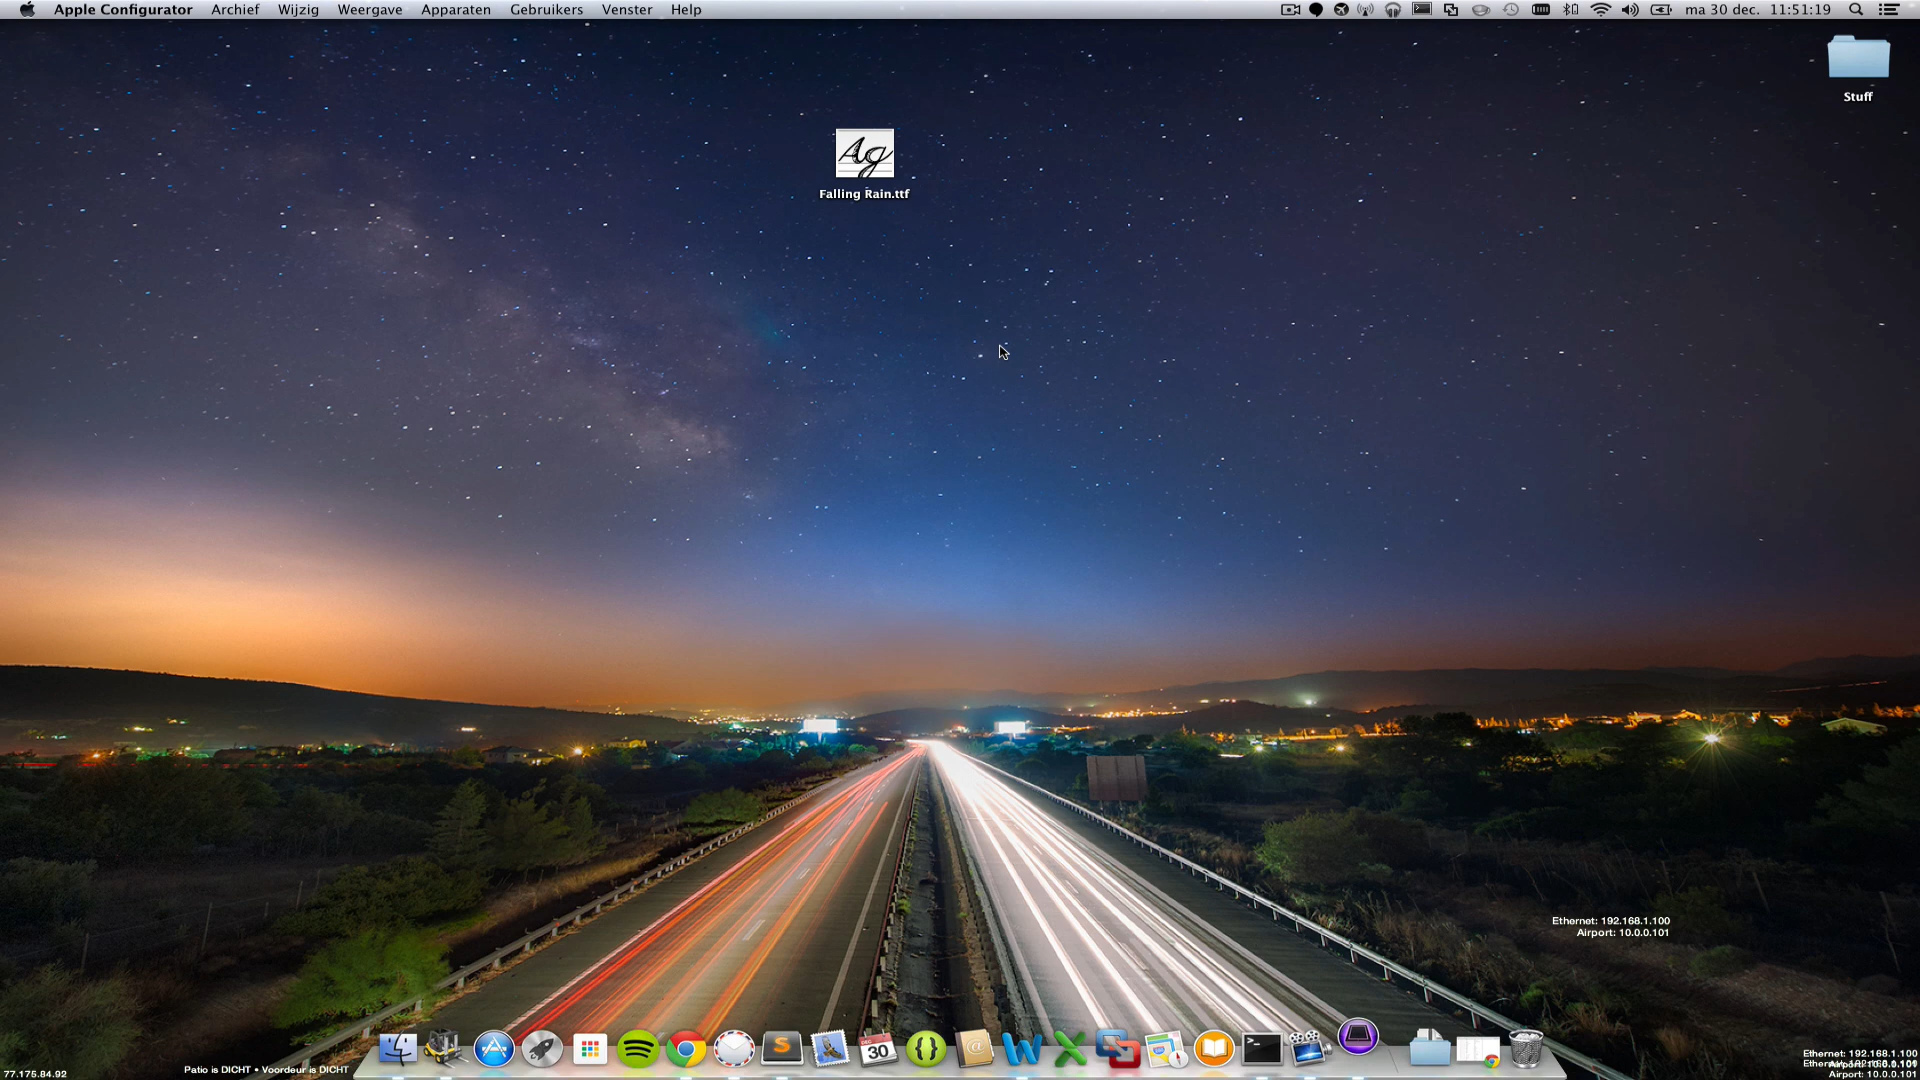 Apple Configurator Archief Wijzig Weergave Apparaten Gebruikers Venster Help ma 30 dec. 11:51:19
Stuff
Ag
Falling Rain.ttf
Ethernet: 192.168.1.100
Airport: 10.0.0.101
S
DEC
30
{}
@
W
X
>_
Patio is DICHT • Voordeur is DICHT
77.175.84.92
Ethernet: 192.168.1.100
Airport: 10.0.0.101